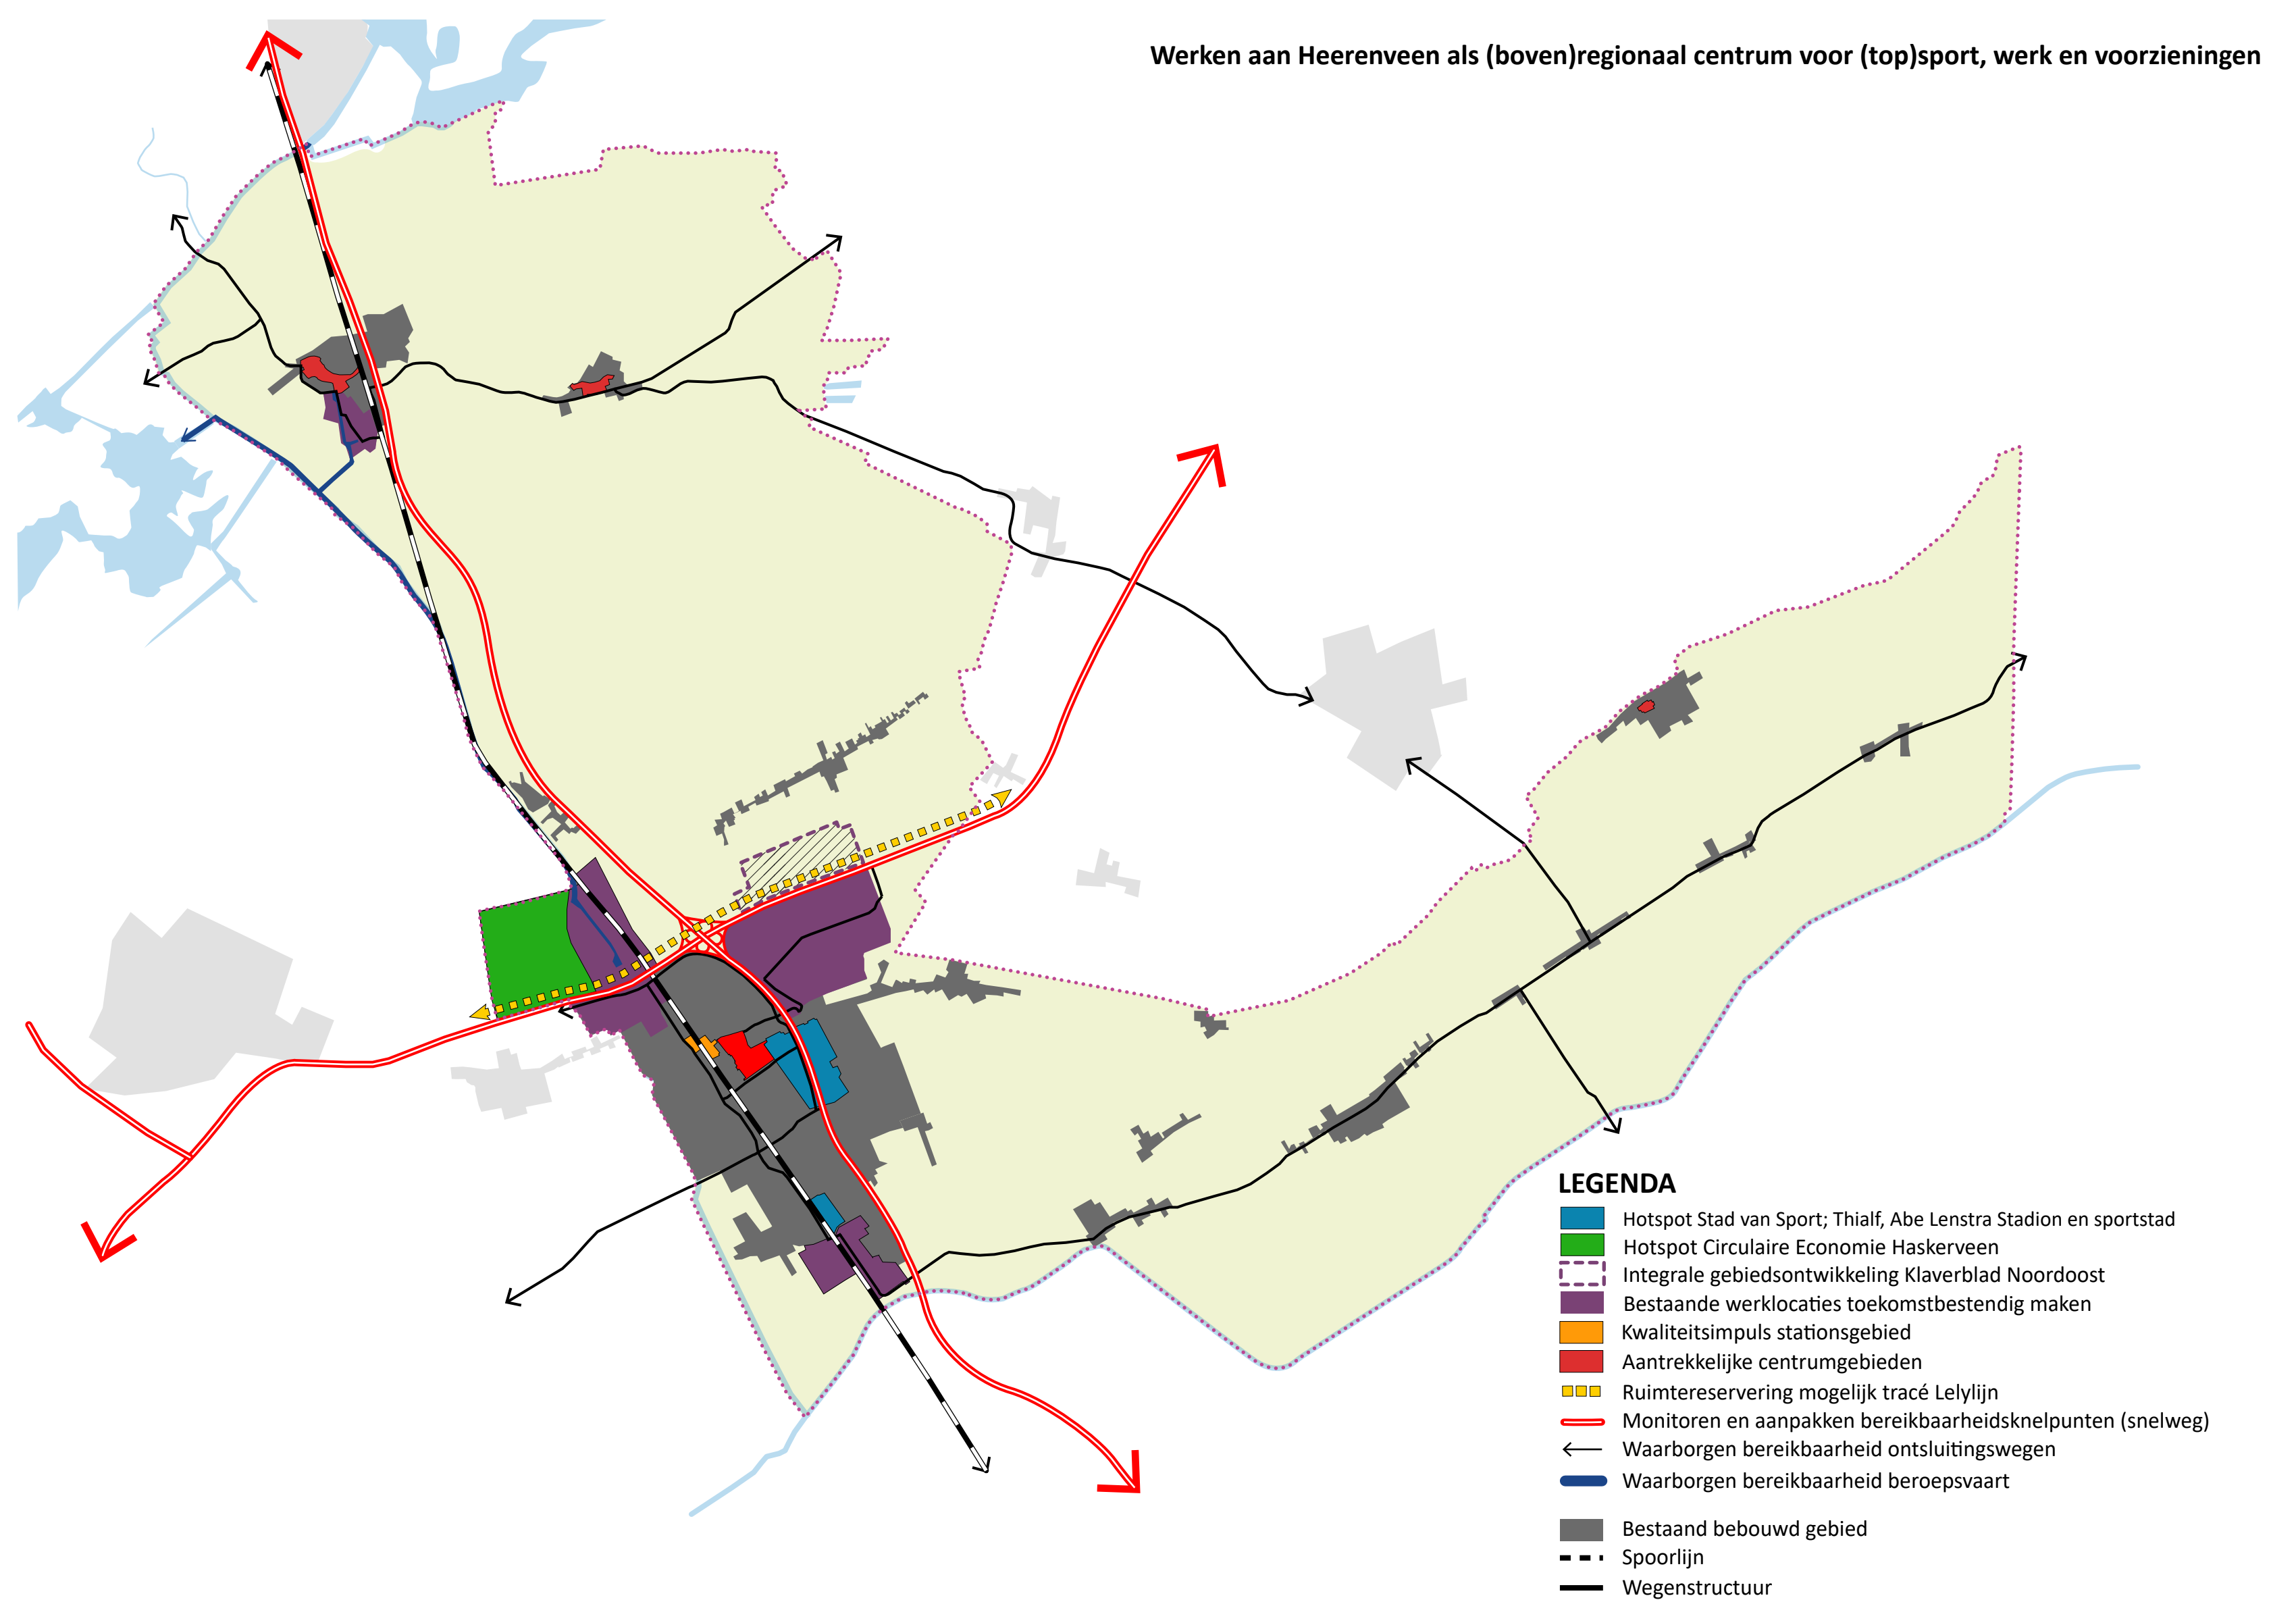 Werken aan Heerenveen als (boven)regionaal centrum voor (top)sport, werk en voorzieningen
LEGENDA
Hotspot Stad van Sport; Thialf, Abe Lenstra Stadion en sportstad
Hotspot Circulaire Economie Haskerveen
Integrale gebiedsontwikkeling Klaverblad Noordoost
Bestaande werklocaties toekomstbestendig maken
Kwaliteitsimpuls stationsgebied
Aantrekkelijke centrumgebieden
Ruimtereservering mogelijk tracé Lelylijn
Monitoren en aanpakken bereikbaarheidsknelpunten (snelweg)
Waarborgen bereikbaarheid ontsluitingswegen
Waarborgen bereikbaarheid beroepsvaart
Bestaand bebouwd gebied
Spoorlijn
Wegenstructuur